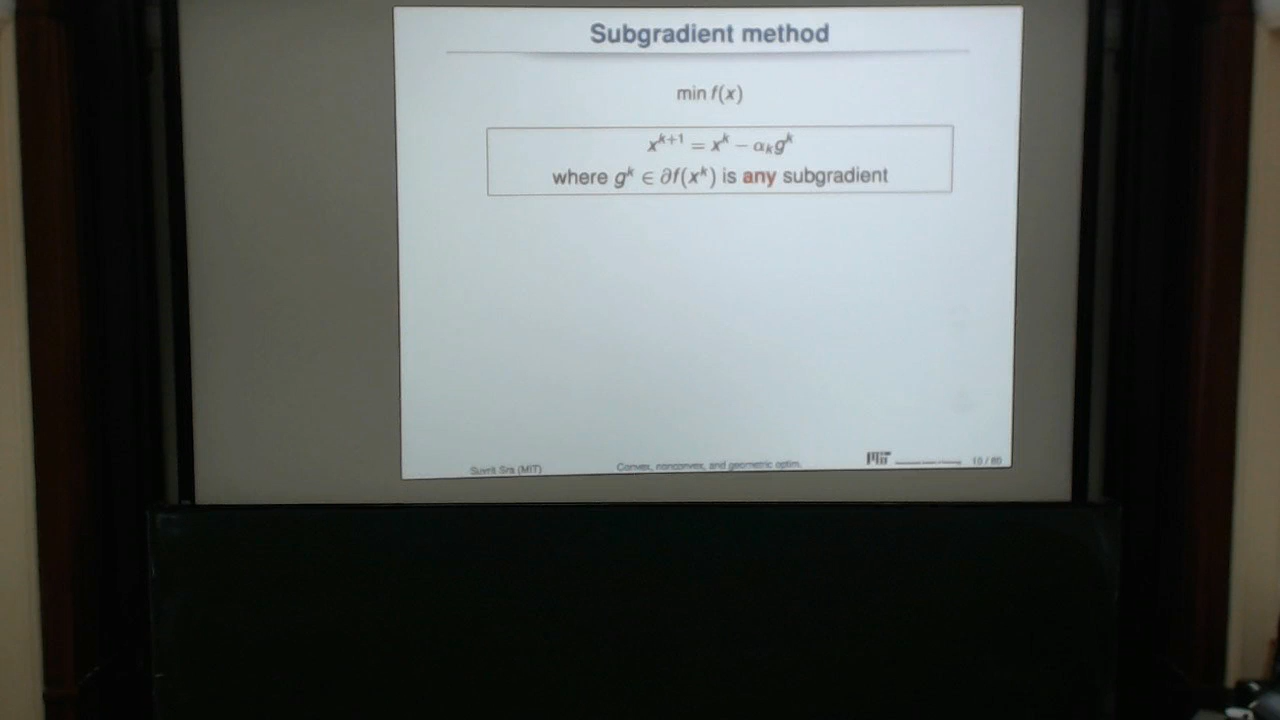 Subgradient method
min f(x)
x^{k+1} = x^k − α_k g^k
where g^k ∈ ∂f(x^k) is any subgradient
Suvrit Sra (MIT)
Convex, nonconvex, and geometric optim.
10 / 60